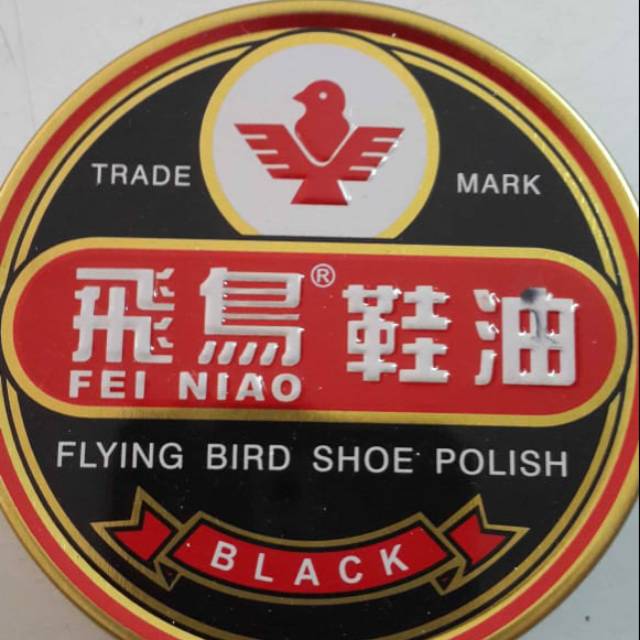 TRADE MARK
飛鳥® 鞋油
FEI NIAO
FLYING BIRD SHOE POLISH
BLACK